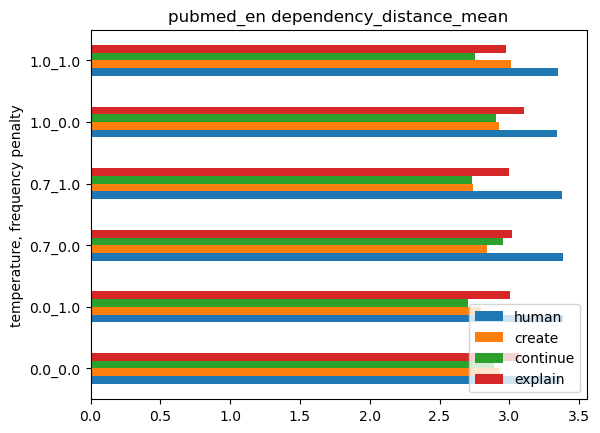 pubmed_en dependency_distance_mean
temperature, frequency penalty
1.0_1.0
1.0_0.0
0.7_1.0
0.7_0.0
0.0_1.0
0.0_0.0
human
create
continue
explain
0.0 0.5 1.0 1.5 2.0 2.5 3.0 3.5